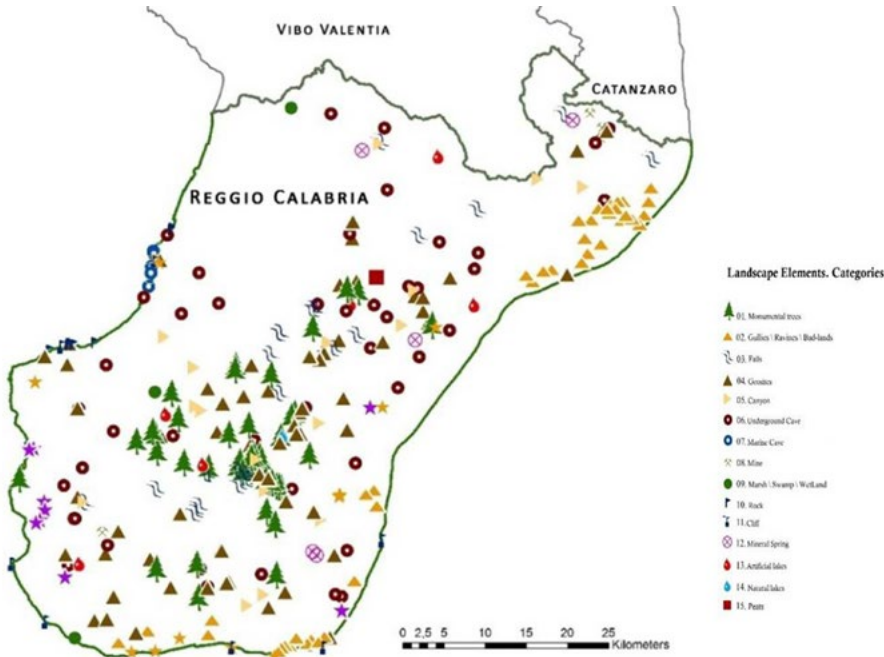 VIBO VALENTIA
CATANZARO
REGGIO CALABRIA
Landscape Elements. Categories
01. Monumental trees
02. Gullies \ Ravines \ Bad-lands
03. Falls
04. Geosites
05. Canyon
06. Underground Cave
07. Marine Cave
08. Mine
09. Marsh \ Swamp \ WetLand
10. Rock
11. Cliff
12. Mineral Spring
13. Artificial lakes
14. Natural lakes
15. Peats
0 2,5 5 10 15 20 25
Kilometers